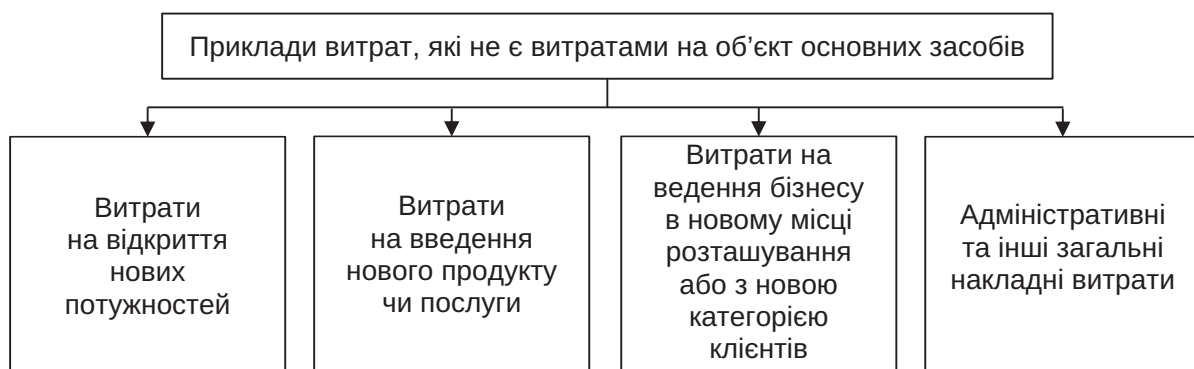 Приклади витрат, які не є витратами на об’єкт основних засобів
Витрати
на відкриття
нових
потужностей
Витрати
на введення
нового продукту
чи послуги
Витрати на
ведення бізнесу
в новому місці
розташування
або з новою
категорією
клієнтів
Адміністративні
та інші загальні
накладні витрати